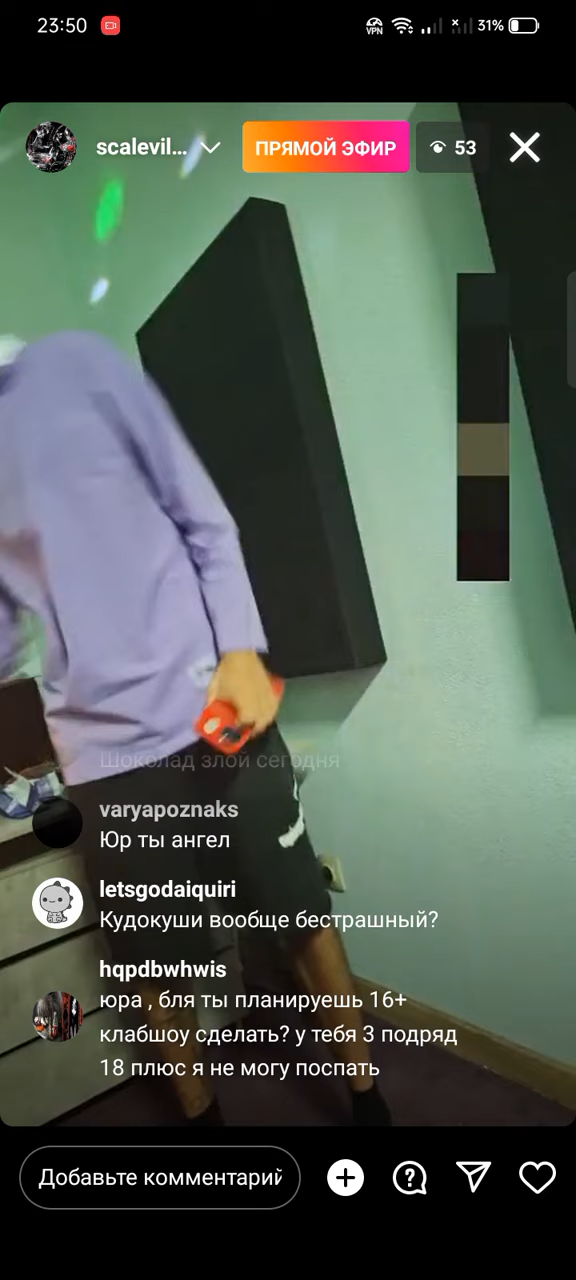 23:50
VPN
31%
scalevil...
ПРЯМОЙ ЭФИР
53
Шоколад злой сегодня
varyapoznaks
Юр ты ангел
letsgodaiquiri
Кудокуши вообще бестрашный?
hqpdbwhwis
юра , бля ты планируешь 16+
клабшоу сделать? у тебя 3 подряд
18 плюс я не могу поспать
Добавьте комментарий